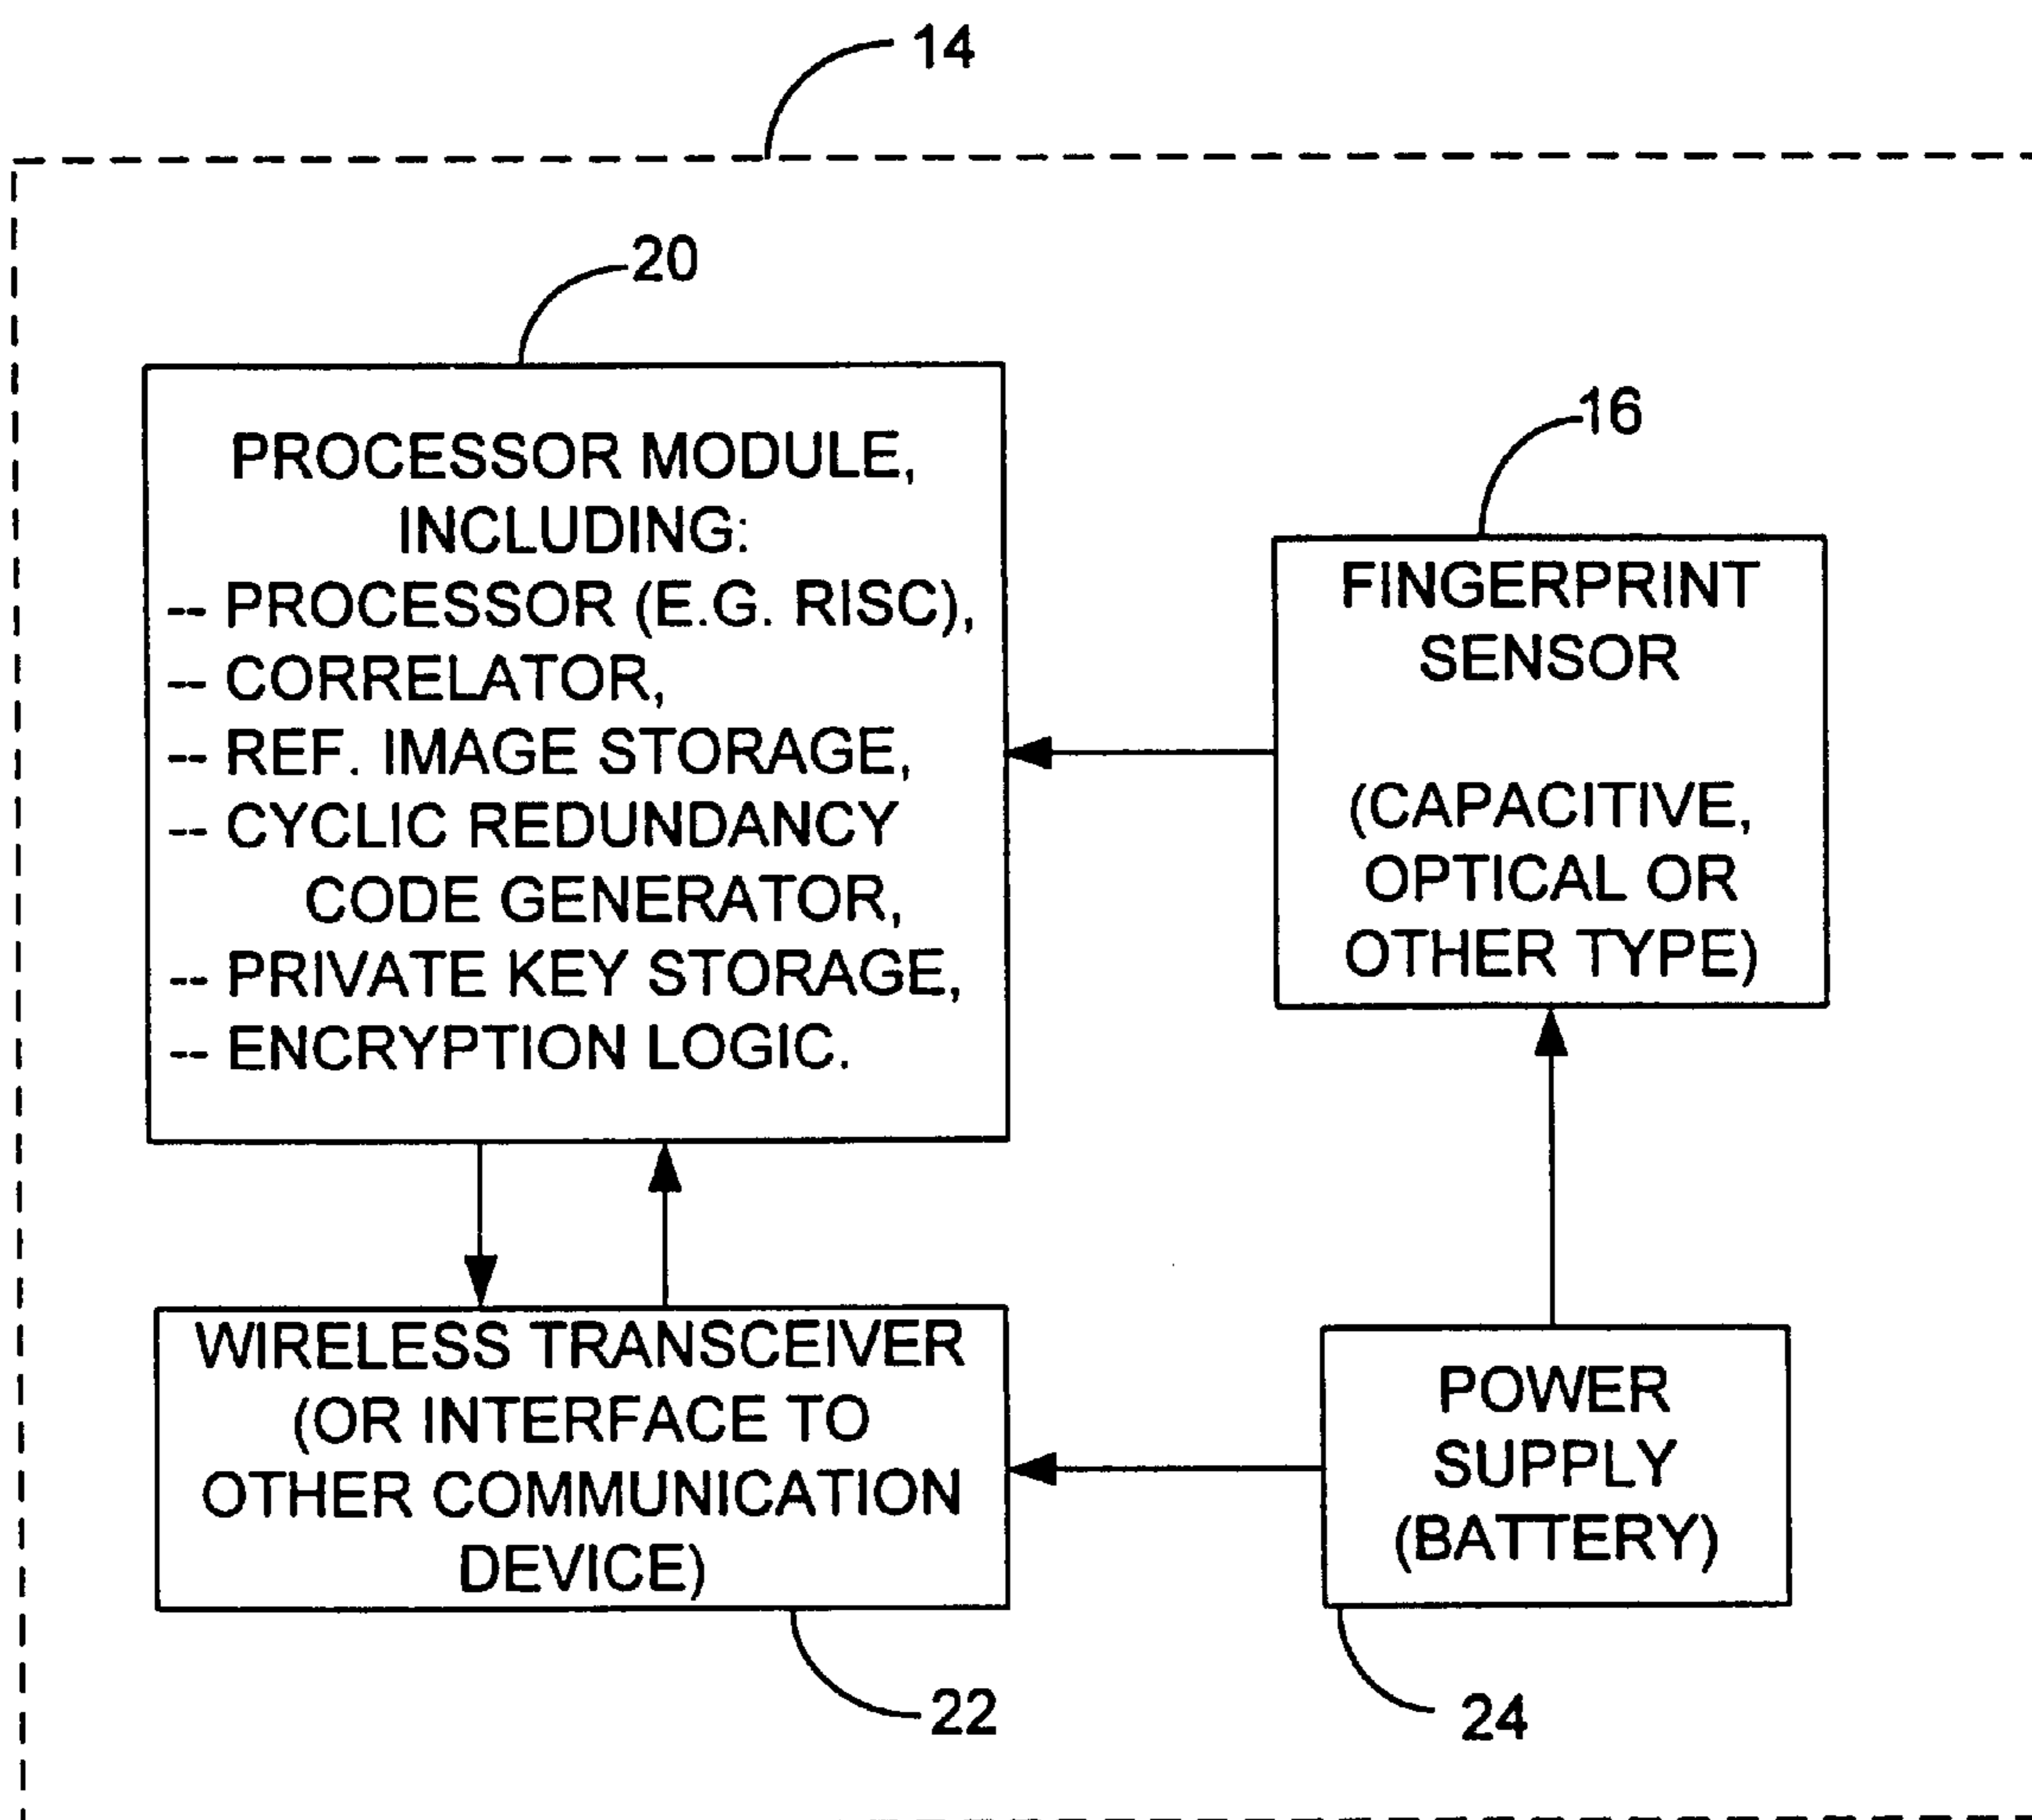 14
20
PROCESSOR MODULE,
INCLUDING:
-- PROCESSOR (E.G. RISC),
-- CORRELATOR,
-- REF. IMAGE STORAGE,
-- CYCLIC REDUNDANCY
CODE GENERATOR,
-- PRIVATE KEY STORAGE,
-- ENCRYPTION LOGIC.
16
FINGERPRINT
SENSOR
(CAPACITIVE,
OPTICAL OR
OTHER TYPE)
WIRELESS TRANSCEIVER
(OR INTERFACE TO
OTHER COMMUNICATION
DEVICE)
22
POWER
SUPPLY
(BATTERY)
24